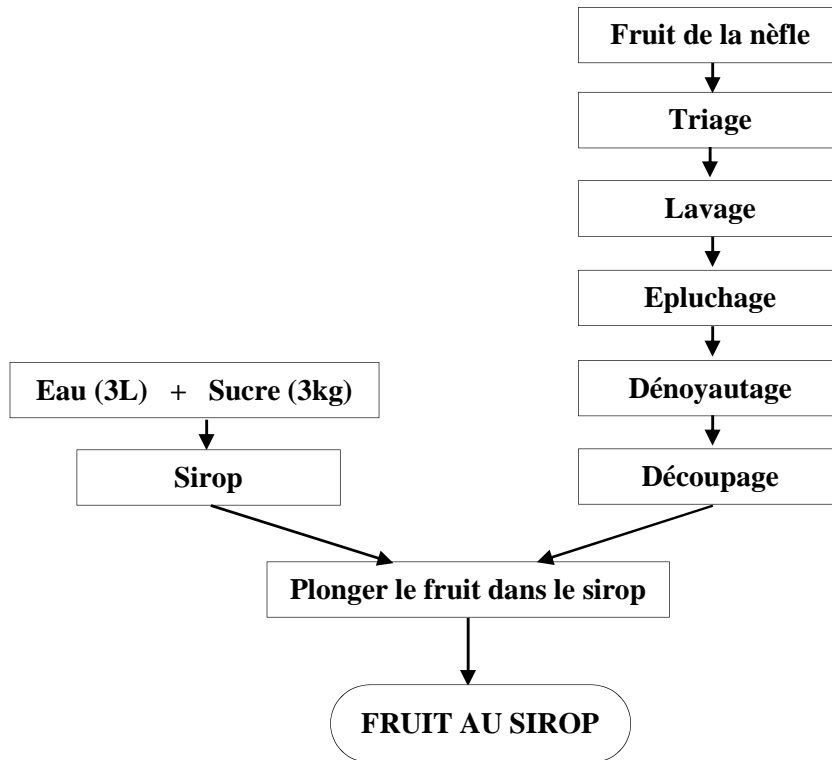 Fruit de la nèfle
Triage
Lavage
Epluchage
Eau (3L) + Sucre (3kg)
Dénoyautage
Sirop
Découpage
Plonger le fruit dans le sirop
FRUIT AU SIROP